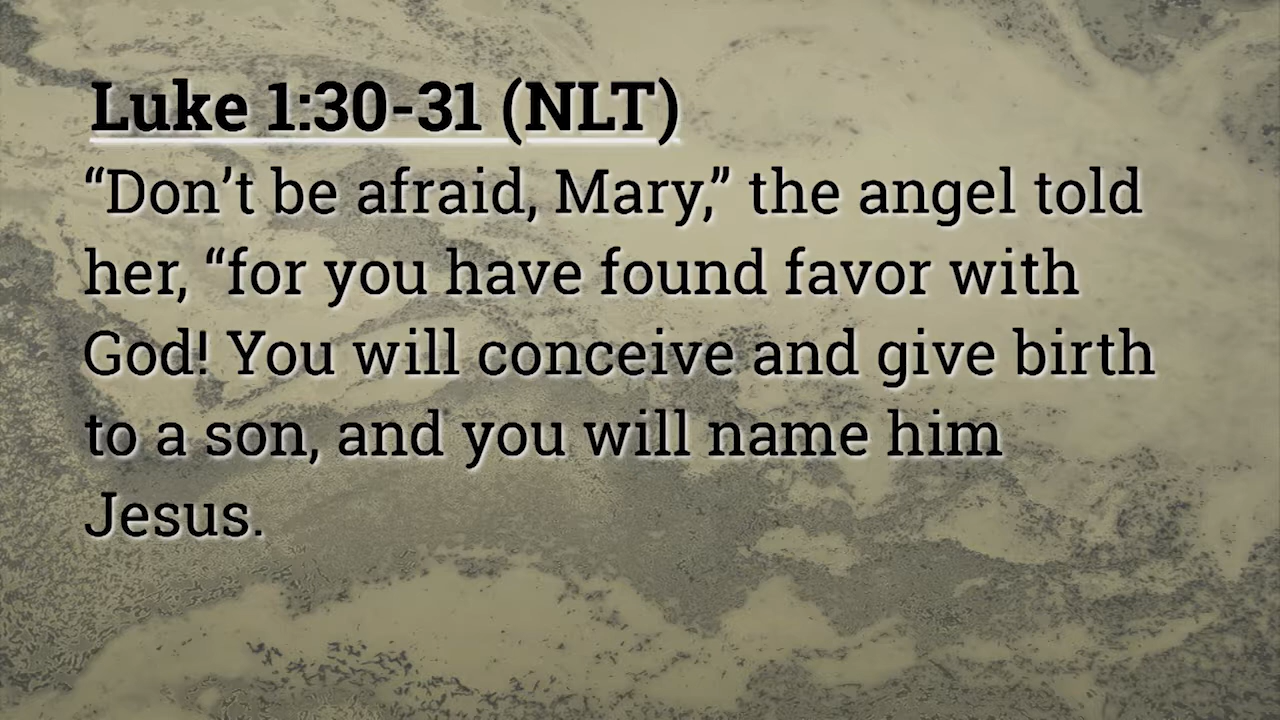 Luke 1:30-31 (NLT)
“Don’t be afraid, Mary,” the angel told
her, “for you have found favor with
God! You will conceive and give birth
to a son, and you will name him
Jesus.